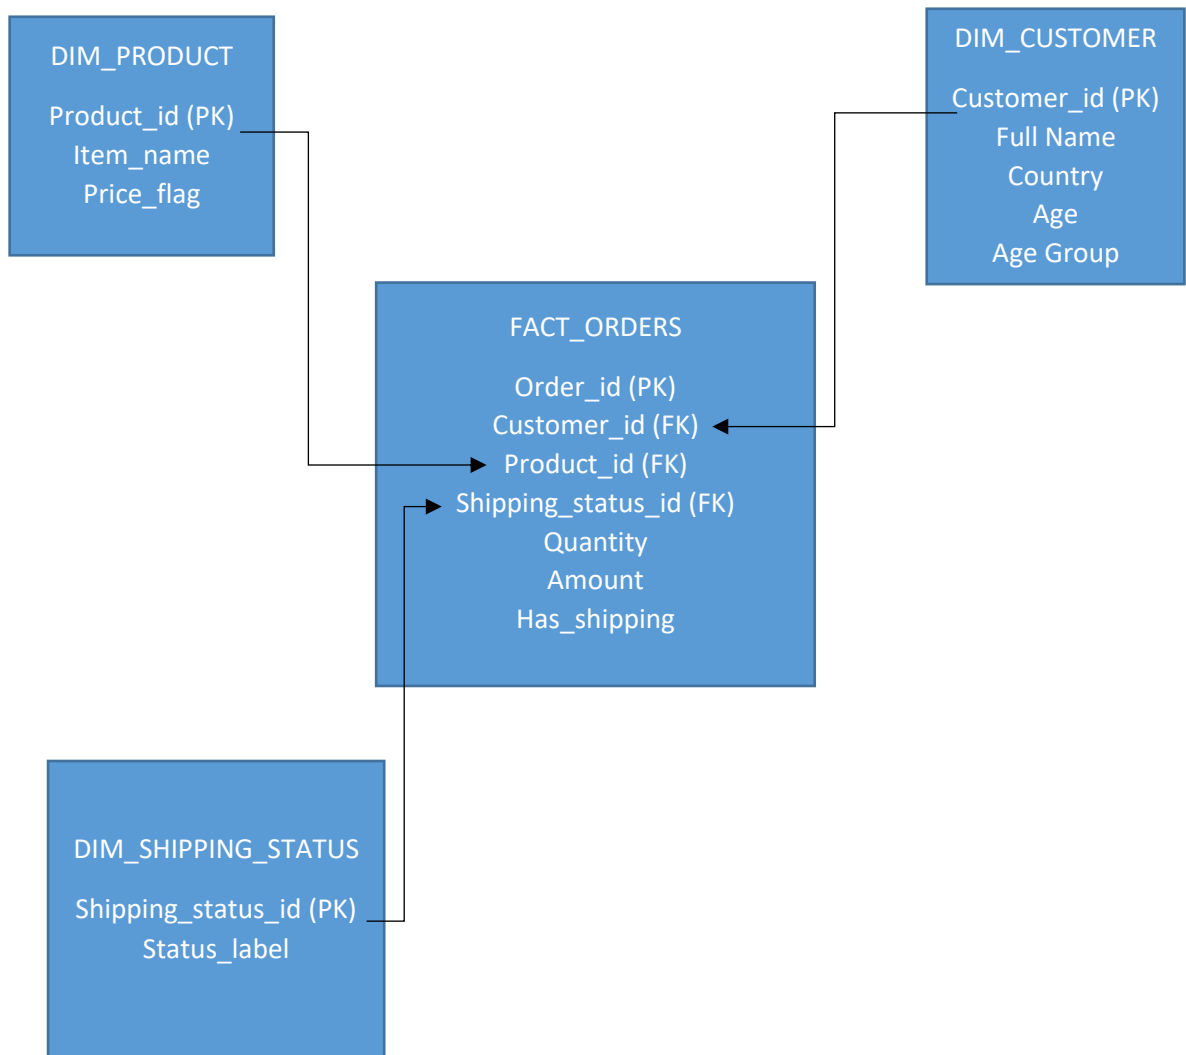 DIM_PRODUCT
Product_id (PK)
Item_name
Price_flag
DIM_CUSTOMER
Customer_id (PK)
Full Name
Country
Age
Age Group
FACT_ORDERS
Order_id (PK)
Customer_id (FK)
Product_id (FK)
Shipping_status_id (FK)
Quantity
Amount
Has_shipping
DIM_SHIPPING_STATUS
Shipping_status_id (PK)
Status_label